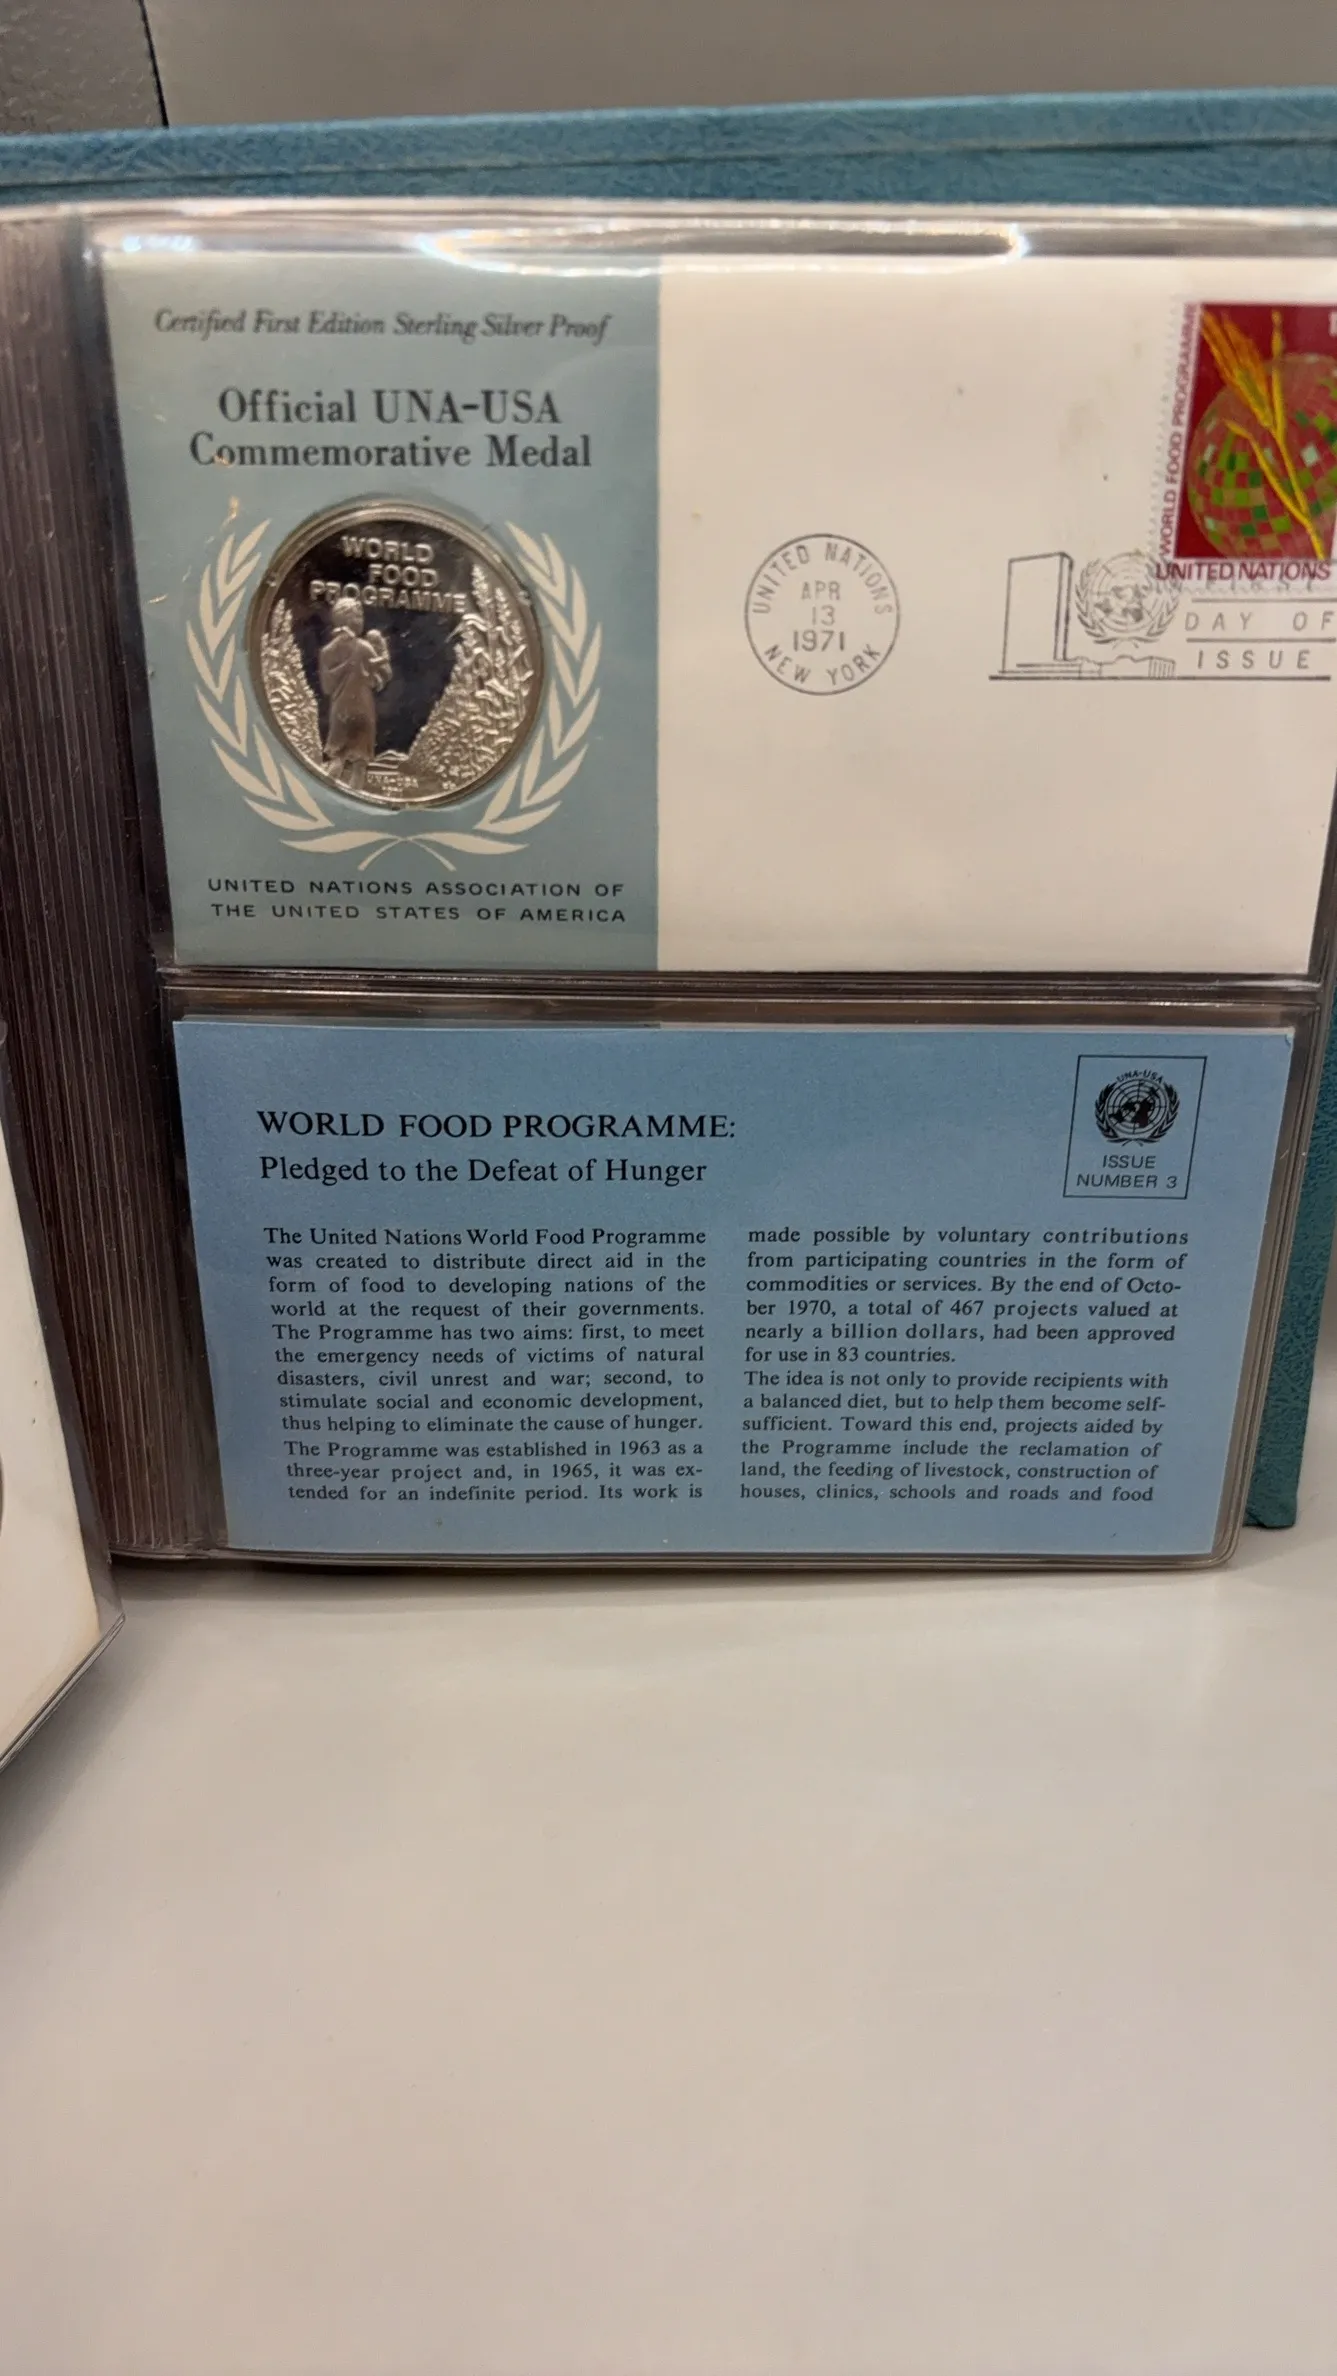 Certified First Edition Sterling Silver Proof
Official UNA-USA
Commemorative Medal
WORLD
FOOD
PROGRAMME
UNA-USA
1971
UNITED NATIONS ASSOCIATION OF
THE UNITED STATES OF AMERICA
UNITED NATIONS
APR
13
1971
NEW YORK
WORLD FOOD PROGRAMME
UNITED NATIONS
DAY OF
ISSUE
WORLD FOOD PROGRAMME:
Pledged to the Defeat of Hunger
UNA-USA
ISSUE
NUMBER 3
The United Nations World Food Programme
was created to distribute direct aid in the
form of food to developing nations of the
world at the request of their governments.
The Programme has two aims: first, to meet
the emergency needs of victims of natural
disasters, civil unrest and war; second, to
stimulate social and economic development,
thus helping to eliminate the cause of hunger.
The Programme was established in 1963 as a
three-year project and, in 1965, it was ex-
tended for an indefinite period. Its work is
made possible by voluntary contributions
from participating countries in the form of
commodities or services. By the end of Octo-
ber 1970, a total of 467 projects valued at
nearly a billion dollars, had been approved
for use in 83 countries.
The idea is not only to provide recipients with
a balanced diet, but to help them become self-
sufficient. Toward this end, projects aided by
the Programme include the reclamation of
land, the feeding of livestock, construction of
houses, clinics, schools and roads and food